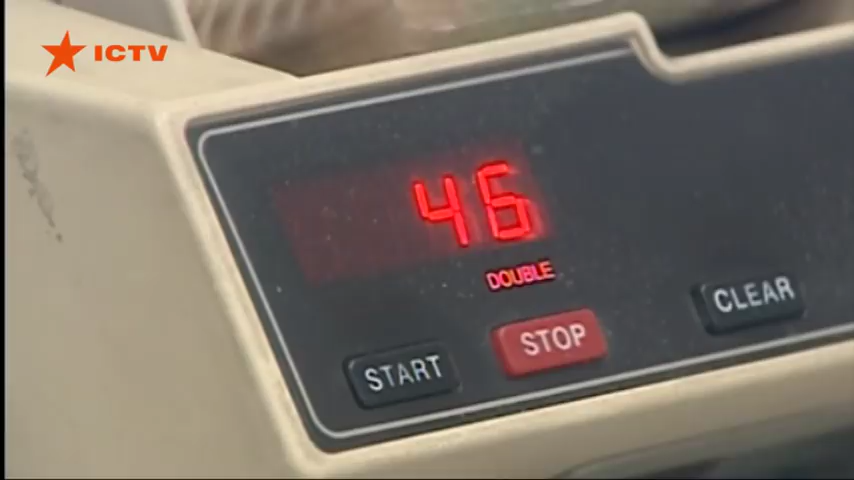 ICTV
46
DOUBLE
START
STOP
CLEAR